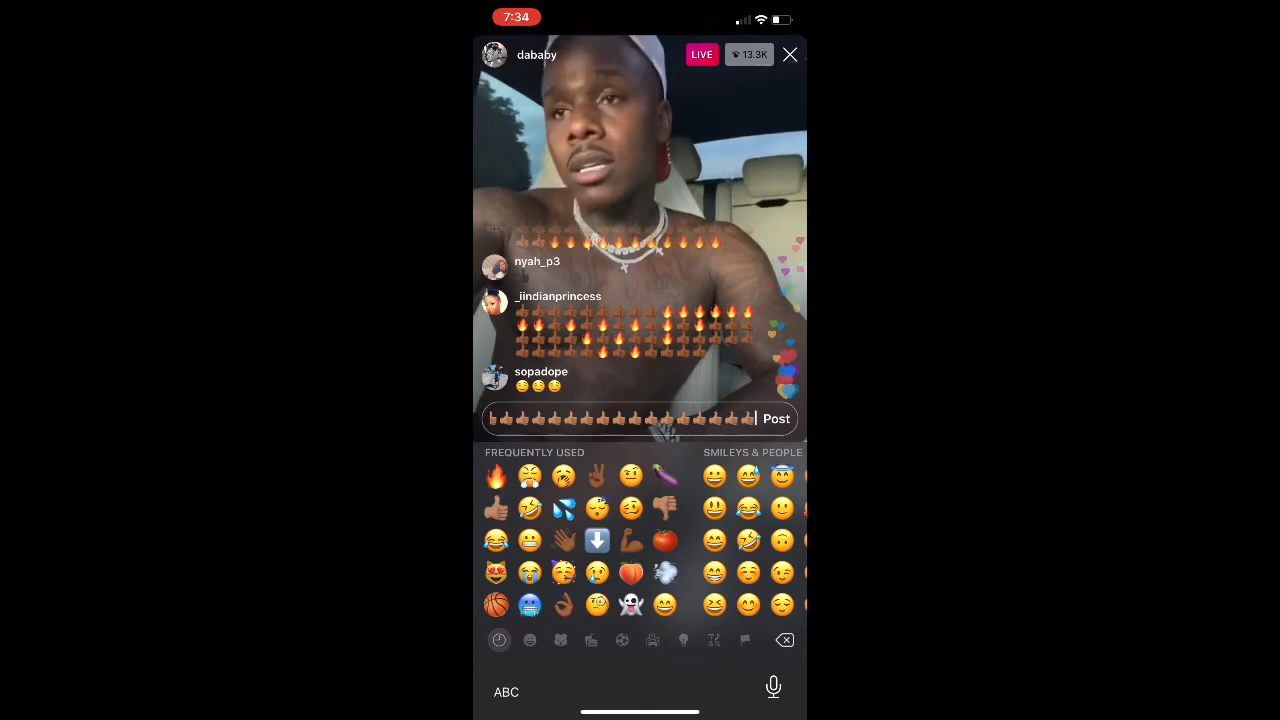 7:34
dababy LIVE 13.3K
nyah_p3
_iindianprincess
sopadope
Post
FREQUENTLY USED SMILEYS & PEOPLE
ABC